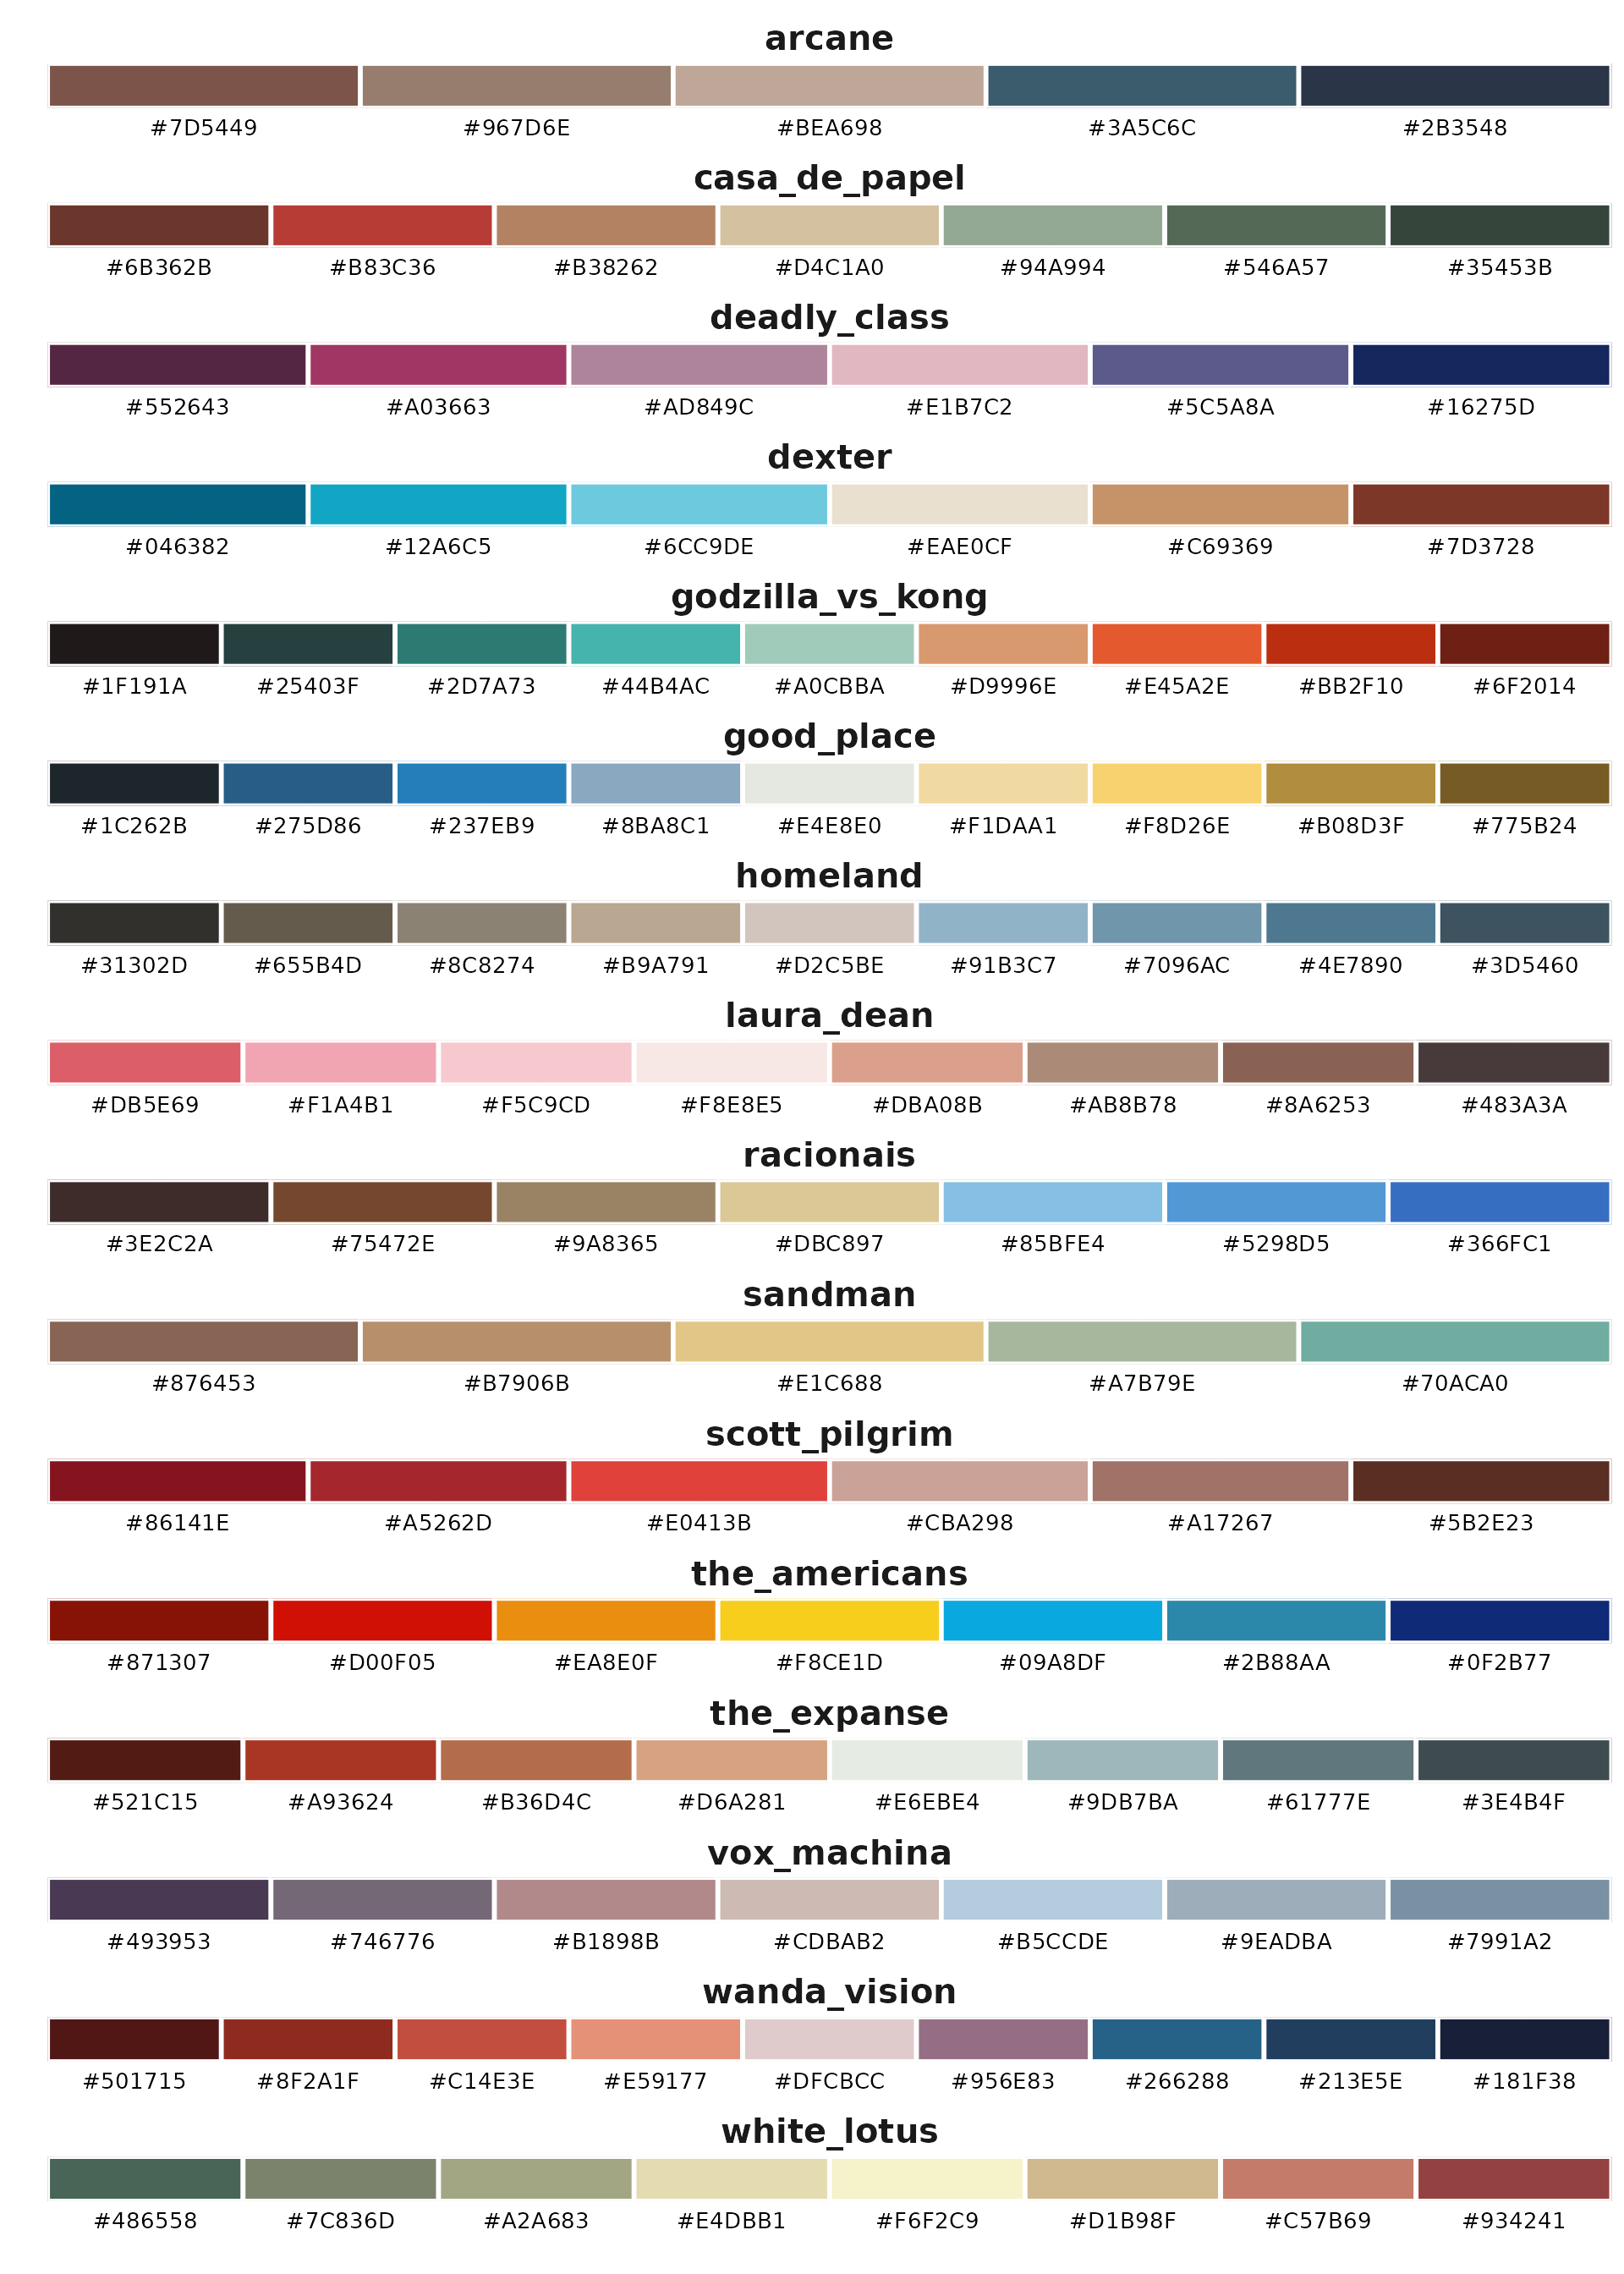 arcane
#7D5449 #967D6E #BEA698 #3A5C6C #2B3548
casa_de_papel
#6B362B #B83C36 #B38262 #D4C1A0 #94A994 #546A57 #35453B
deadly_class
#552643 #A03663 #AD849C #E1B7C2 #5C5A8A #16275D
dexter
#046382 #12A6C5 #6CC9DE #EAE0CF #C69369 #7D3728
godzilla_vs_kong
#1F191A #25403F #2D7A73 #44B4AC #A0CBBA #D9996E #E45A2E #BB2F10 #6F2014
good_place
#1C262B #275D86 #237EB9 #8BA8C1 #E4E8E0 #F1DAA1 #F8D26E #B08D3F #775B24
homeland
#31302D #655B4D #8C8274 #B9A791 #D2C5BE #91B3C7 #7096AC #4E7890 #3D5460
laura_dean
#DB5E69 #F1A4B1 #F5C9CD #F8E8E5 #DBA08B #AB8B78 #8A6253 #483A3A
racionais
#3E2C2A #75472E #9A8365 #DBC897 #85BFE4 #5298D5 #366FC1
sandman
#876453 #B7906B #E1C688 #A7B79E #70ACA0
scott_pilgrim
#86141E #A5262D #E0413B #CBA298 #A17267 #5B2E23
the_americans
#871307 #D00F05 #EA8E0F #F8CE1D #09A8DF #2B88AA #0F2B77
the_expanse
#521C15 #A93624 #B36D4C #D6A281 #E6EBE4 #9DB7BA #61777E #3E4B4F
vox_machina
#493953 #746776 #B1898B #CDBAB2 #B5CCDE #9EADBA #7991A2
wanda_vision
#501715 #8F2A1F #C14E3E #E59177 #DFCBCC #956E83 #266288 #213E5E #181F38
white_lotus
#486558 #7C836D #A2A683 #E4DBB1 #F6F2C9 #D1B98F #C57B69 #934241